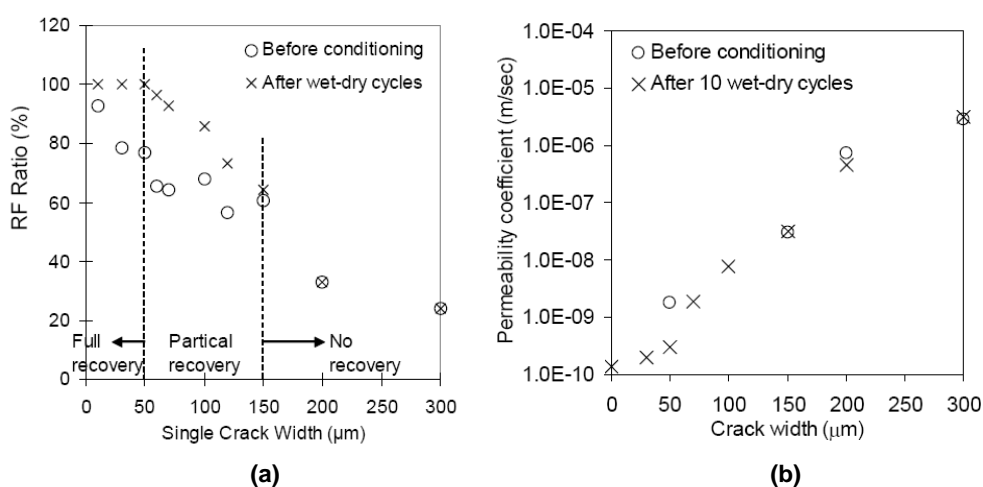 120
100
80
60
40
20
0
RF Ratio (%)
Before conditioning
After wet-dry cycles
Full recovery
Partical recovery
No recovery
0 50 100 150 200 250 300
Single Crack Width (μm)
(a)
1.0E-04
1.0E-05
1.0E-06
1.0E-07
1.0E-08
1.0E-09
1.0E-10
Permeability coefficient (m/sec)
Before conditioning
After 10 wet-dry cycles
0 50 100 150 200 250 300
Crack width (μm)
(b)